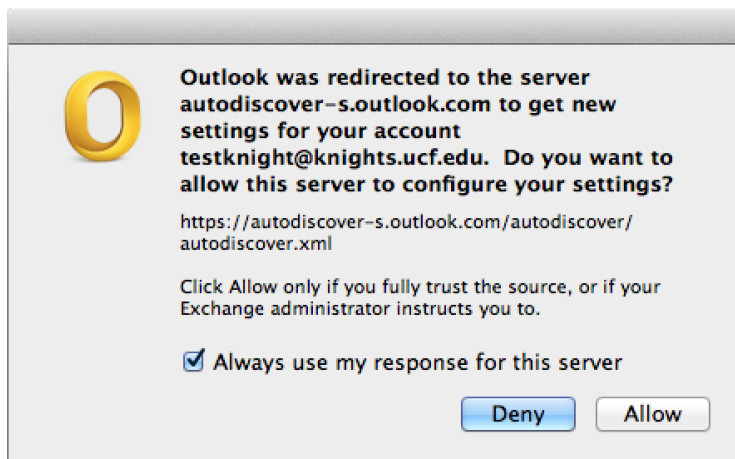 Outlook was redirected to the server
autodiscover-s.outlook.com to get new
settings for your account
testknight@knights.ucf.edu.  Do you want to
allow this server to configure your settings?
https://autodiscover-s.outlook.com/autodiscover/
autodiscover.xml
Click Allow only if you fully trust the source, or if your
Exchange administrator instructs you to.
Always use my response for this server
Deny Allow